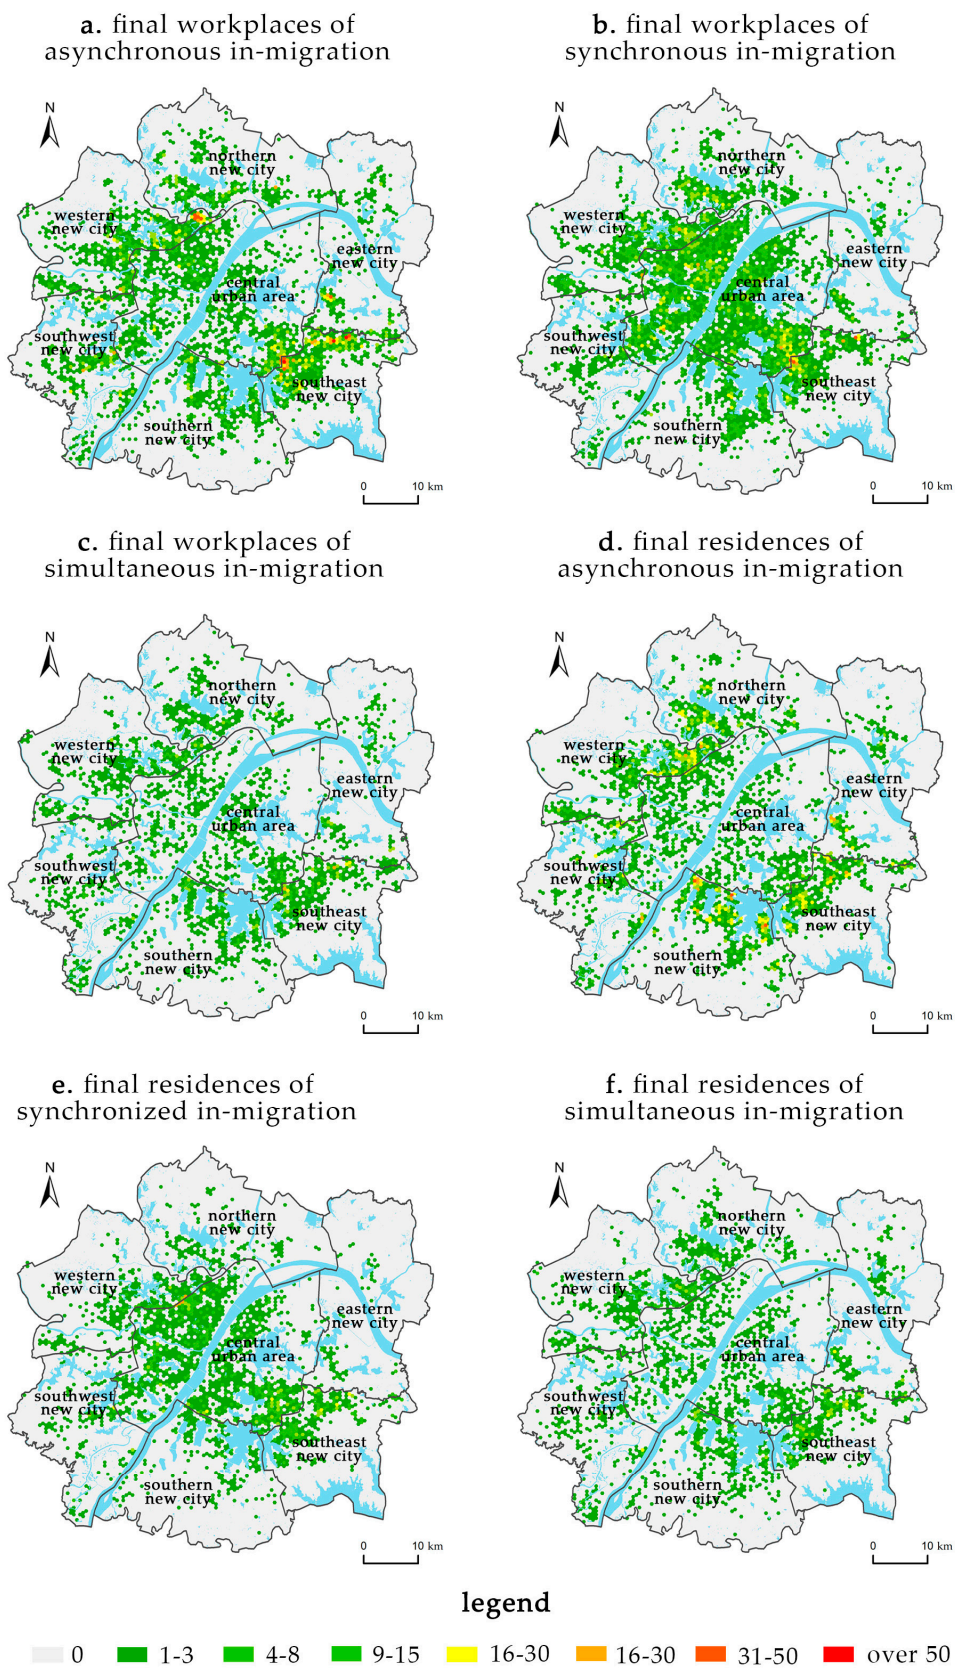 a. final workplaces of
asynchronous in-migration
N
northern
new city
western
new city
eastern
new city
central
urban area
southwest
new city
southeast
new city
southern
new city
0 10 km
b. final workplaces of
synchronous in-migration
N
northern
new city
western
new city
eastern
new city
central
urban area
southwest
new city
southeast
new city
southern
new city
0 10 km
c. final workplaces of
simultaneous in-migration
N
northern
new city
western
new city
eastern
new city
central
urban area
southwest
new city
southeast
new city
southern
new city
0 10 km
d. final residences of
asynchronous in-migration
N
northern
new city
western
new city
eastern
new city
central
urban area
southwest
new city
southeast
new city
southern
new city
0 10 km
e. final residences of
synchronized in-migration
N
northern
new city
western
new city
eastern
new city
central
urban area
southwest
new city
southeast
new city
southern
new city
0 10 km
f. final residences of
simultaneous in-migration
N
northern
new city
western
new city
eastern
new city
central
urban area
southwest
new city
southeast
new city
southern
new city
0 10 km
legend
0 1-3 4-8 9-15 16-30 16-30 31-50 over 50